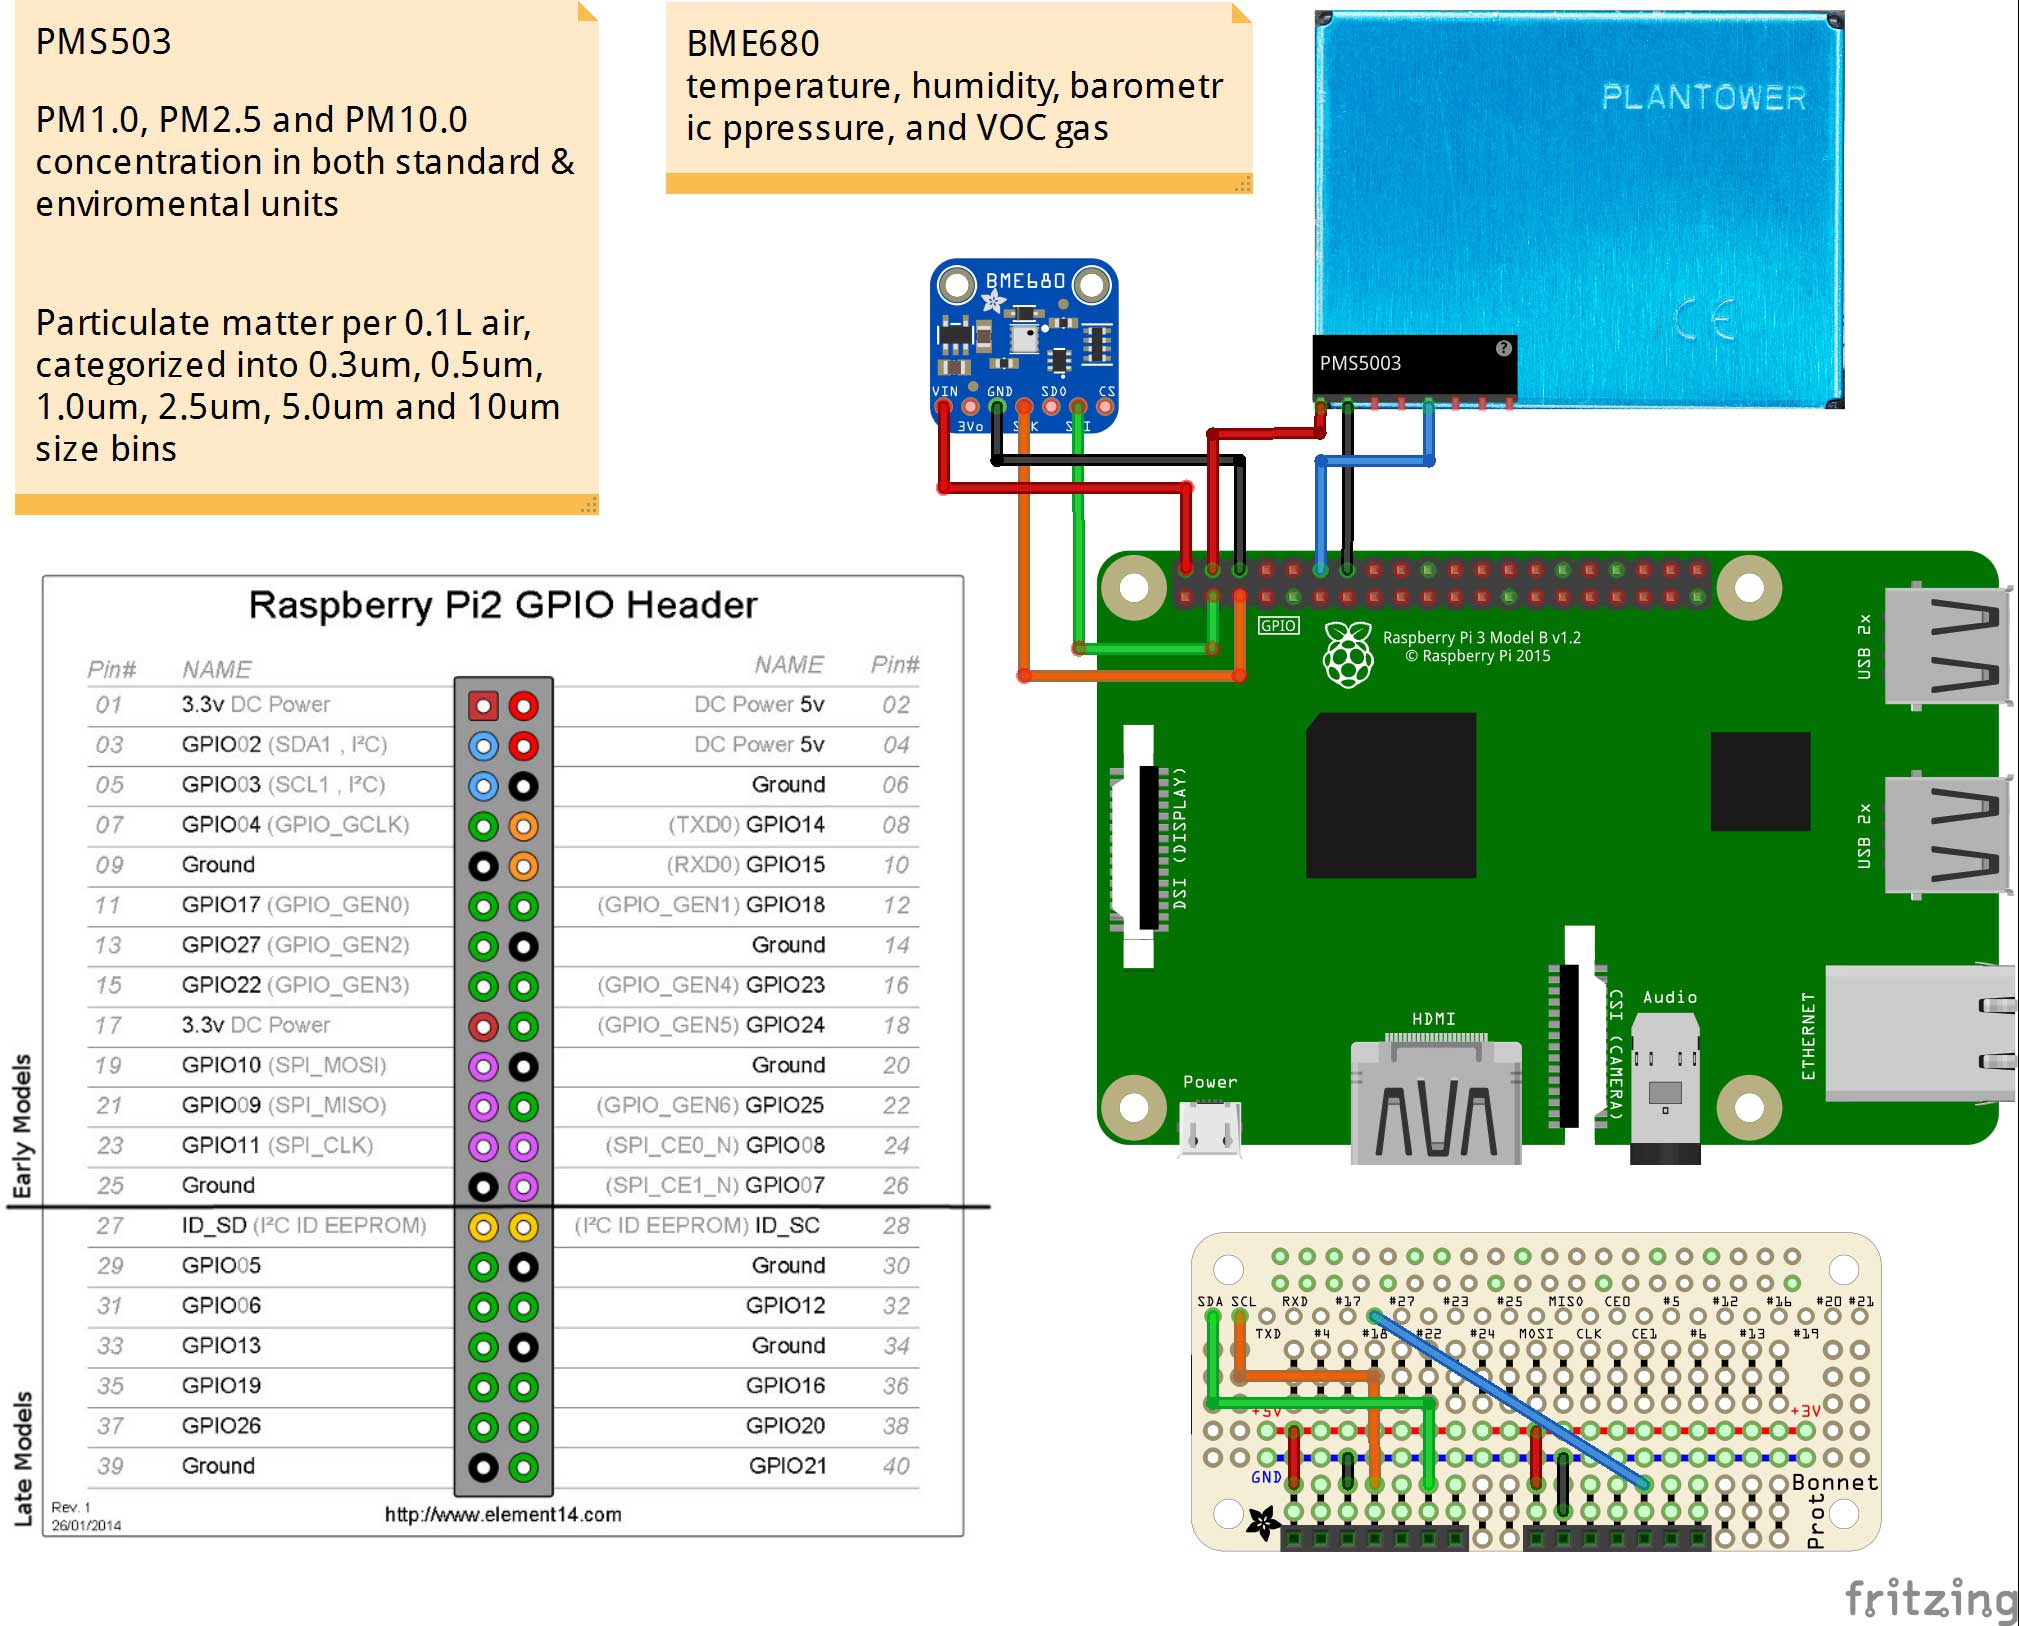 PMS503
PM1.0, PM2.5 and PM10.0
concentration in both standard &
enviromental units
Particulate matter per 0.1L air,
categorized into 0.3um, 0.5um,
1.0um, 2.5um, 5.0um and 10um
size bins
BME680
temperature, humidity, barometr
ic ppressure, and VOC gas
PLANTOWER
CE
PMS5003
?
BME680
VIN GND SDO CS
3Vo
Raspberry Pi2 GPIO Header
Pin# NAME NAME Pin#
01 3.3v DC Power DC Power 5v 02
03 GPIO02 (SDA1 , I²C) DC Power 5v 04
05 GPIO03 (SCL1 , I²C) Ground 06
07 GPIO04 (GPIO_GCLK) (TXD0) GPIO14 08
09 Ground (RXD0) GPIO15 10
11 GPIO17 (GPIO_GEN0) (GPIO_GEN1) GPIO18 12
13 GPIO27 (GPIO_GEN2) Ground 14
15 GPIO22 (GPIO_GEN3) (GPIO_GEN4) GPIO23 16
17 3.3v DC Power (GPIO_GEN5) GPIO24 18
19 GPIO10 (SPI_MOSI) Ground 20
21 GPIO09 (SPI_MISO) (GPIO_GEN6) GPIO25 22
23 GPIO11 (SPI_CLK) (SPI_CE0_N) GPIO08 24
25 Ground (SPI_CE1_N) GPIO07 26
27 ID_SD (I²C ID EEPROM) (I²C ID EEPROM) ID_SC 28
29 GPIO05 Ground 30
31 GPIO06 GPIO12 32
33 GPIO13 Ground 34
35 GPIO19 GPIO16 36
37 GPIO26 GPIO20 38
39 Ground GPIO21 40
Early Models
Late Models
Rev. 1
26/01/2014
http://www.element14.com
GPIO
Raspberry Pi 3 Model B v1.2
© Raspberry Pi 2015
USB 2x
USB 2x
DSI (DISPLAY)
CSI (CAMERA)
HDMI
Audio
ETHERNET
Power
SDA SCL RXD #17 #27 #23 #25 MISO CE0 #5 #12 #16 #20 #21
TXD #4 #18 #22 #24 MOSI CLK CE1 #6 #13 #19
+5V +3V
GND
Bonnet
Prot
fritzing